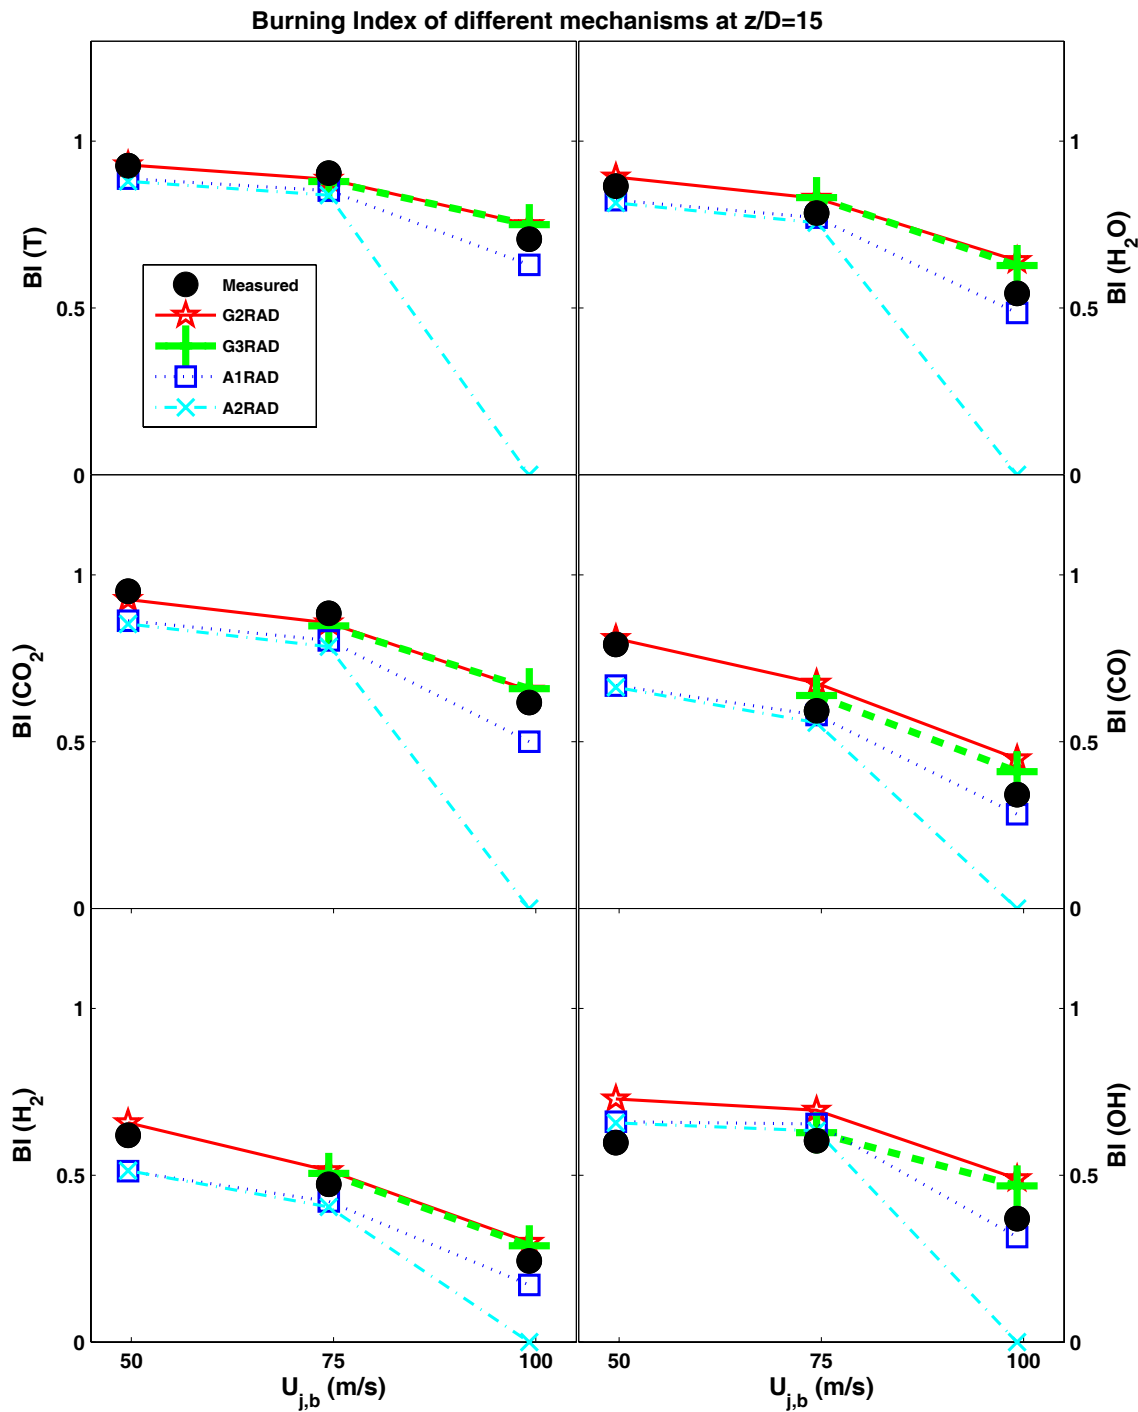 Burning Index of different mechanisms at z/D=15
1
0.5
0
BI (T)
Measured
G2RAD
G3RAD
A1RAD
A2RAD
1
0.5
0
BI (H2O)
1
0.5
0
BI (CO2)
1
0.5
0
BI (CO)
1
0.5
0
BI (H2)
50 75 100
Uj,b (m/s)
1
0.5
0
BI (OH)
50 75 100
Uj,b (m/s)